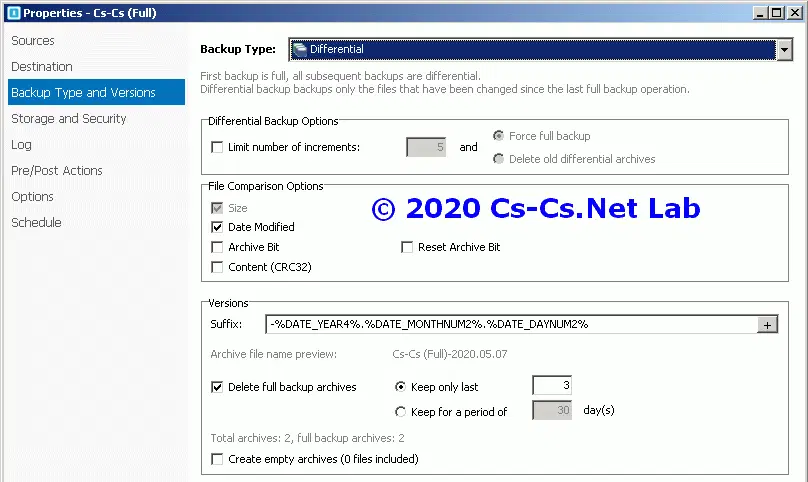 Properties - Cs-Cs (Full)
Sources
Destination
Backup Type and Versions
Storage and Security
Log
Pre/Post Actions
Options
Schedule
Backup Type: Differential
First backup is full, all subsequent backups are differential.
Differential backup backups only the files that have been changed since the last full backup operation.
Differential Backup Options
Limit number of increments: 5 and
Force full backup
Delete old differential archives
File Comparison Options
Size
Date Modified
Archive Bit Reset Archive Bit
Content (CRC32)
© 2020 Cs-Cs.Net Lab
Versions
Suffix: -%DATE_YEAR4%.%DATE_MONTHNUM2%.%DATE_DAYNUM2% +
Archive file name preview: Cs-Cs (Full)-2020.05.07
Delete full backup archives Keep only last 3
Keep for a period of 30 day(s)
Total archives: 2, full backup archives: 2
Create empty archives (0 files included)